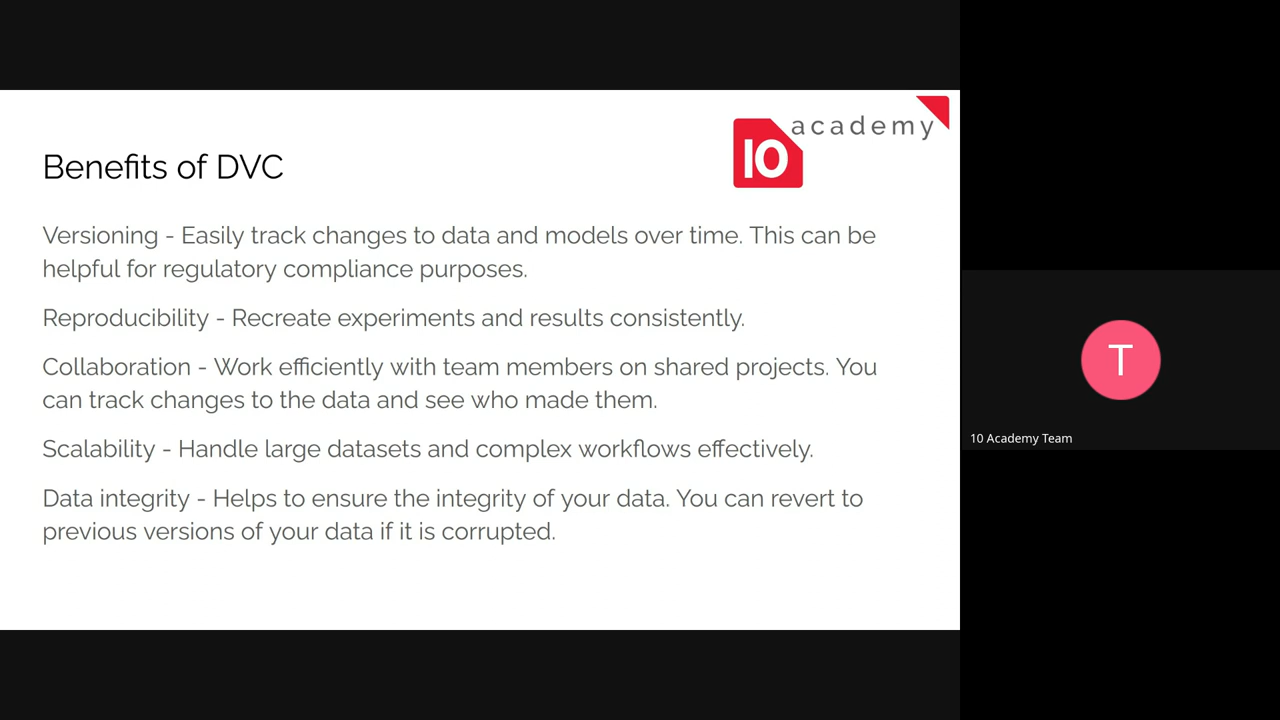 academy
10
Benefits of DVC
Versioning - Easily track changes to data and models over time. This can be
helpful for regulatory compliance purposes.
Reproducibility - Recreate experiments and results consistently.
Collaboration - Work efficiently with team members on shared projects. You
can track changes to the data and see who made them.
Scalability - Handle large datasets and complex workflows effectively.
Data integrity - Helps to ensure the integrity of your data. You can revert to
previous versions of your data if it is corrupted.
T
10 Academy Team